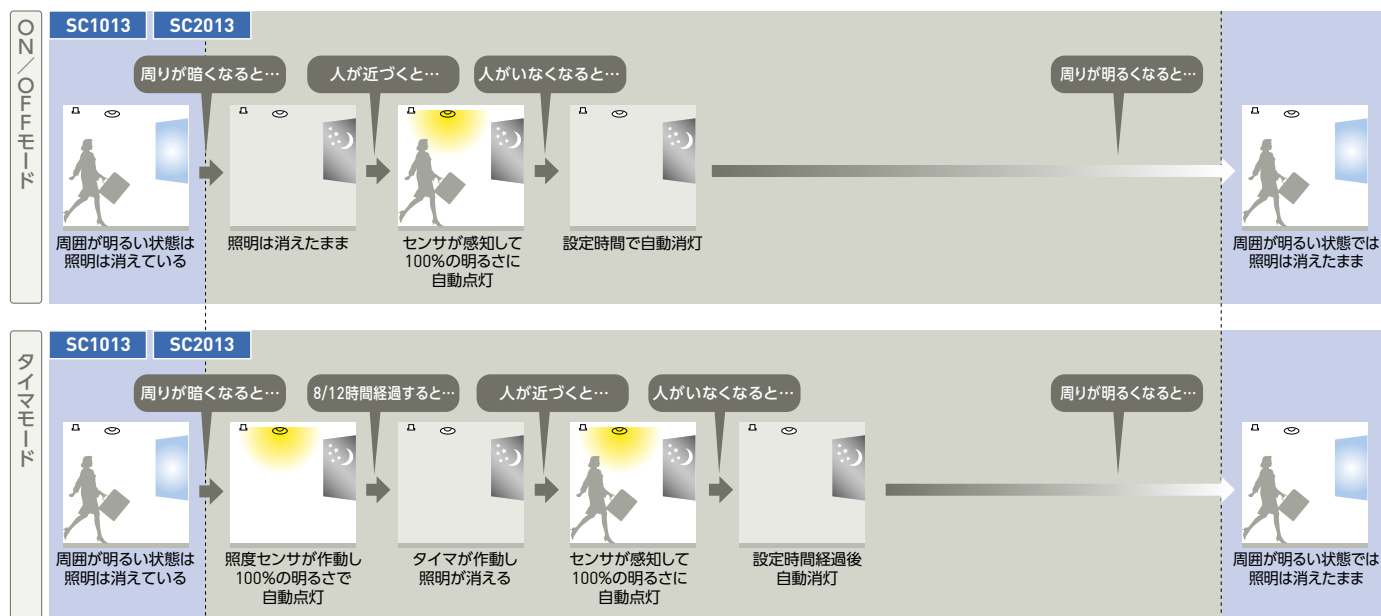 ON/OFFモード
SC1013
SC2013
周りが暗くなると…
人が近づくと…
人がいなくなると…
周りが明るくなると…
周囲が明るい状態は
照明は消えている
照明は消えたまま
センサが感知して
100%の明るさに
自動点灯
設定時間で自動消灯
周囲が明るい状態では
照明は消えたまま
タイマモード
SC1013
SC2013
周りが暗くなると…
8/12時間経過すると…
人が近づくと…
人がいなくなると…
周りが明るくなると…
周囲が明るい状態は
照明は消えている
照度センサが作動し
100%の明るさで
自動点灯
タイマが作動し
照明が消える
センサが感知して
100%の明るさに
自動点灯
設定時間経過後
自動消灯
周囲が明るい状態では
照明は消えたまま